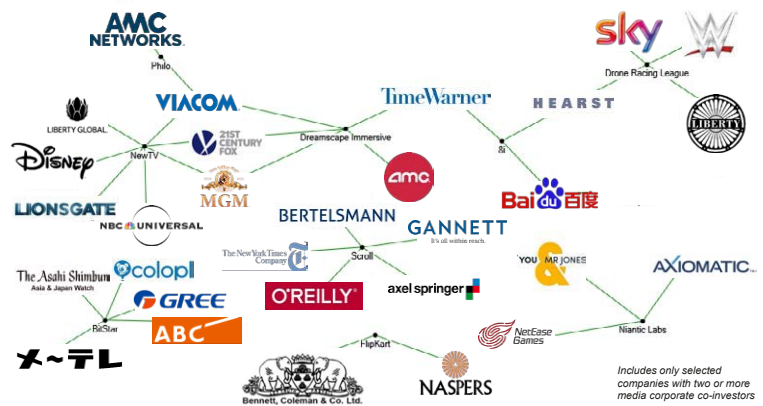 AMC
NETWORKS
Philo
sky
W
Drone Racing League
LIBERTY GLOBAL
VIACOM
TimeWarner
HEARST
LIBERTY
Disney
NewTV
21ST
CENTURY
FOX
Dreamscape Immersive
&i
MGM
amc
Bai du 百度
LIONSGATE
NBC UNIVERSAL
BERTELSMANN
GANNETT
It's all within reach.
The New York Times
Company
Scroll
YOU & MR JONES
AXIOMATIC
The Asahi Shimbun
Asia & Japan Watch
colopl
GREE
O'REILLY
axel springer
BitStar
ABC
NetEase
Games
Niantic Labs
メ~テレ
FlipKart
Bennett, Coleman & Co. Ltd.
NASPERS
Includes only selected
companies with two or more
media corporate co-investors